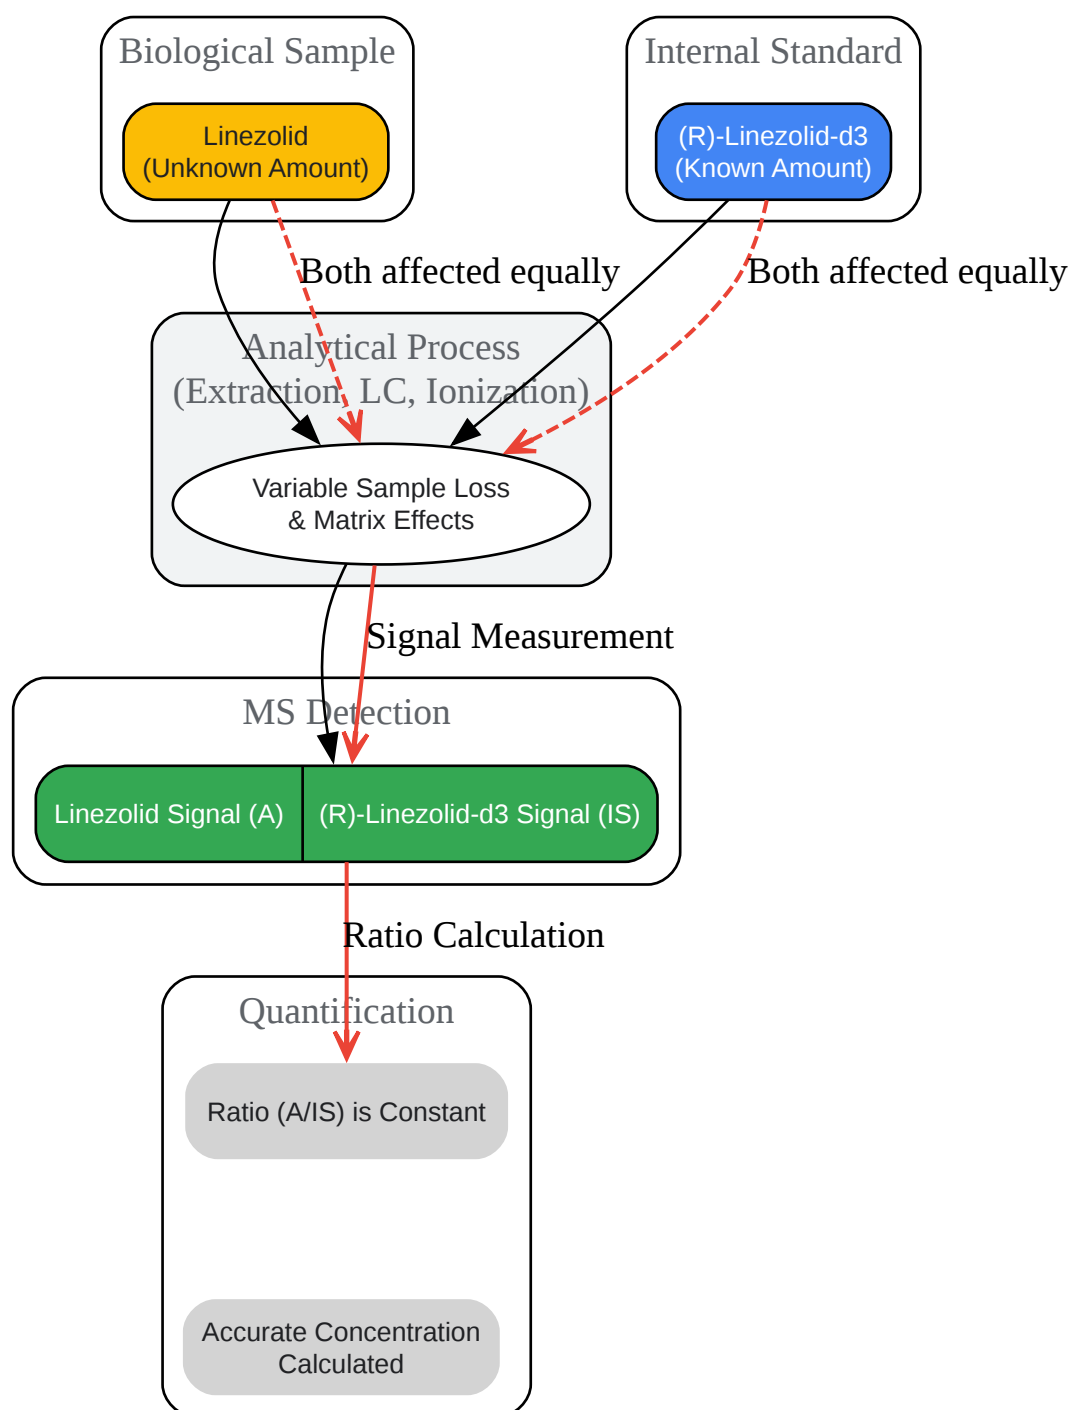 Biological Sample
Internal Standard
Linezolid
(Unknown Amount)
(R)-Linezolid-d3
(Known Amount)
Both affected equally
Both affected equally
Analytical Process
(Extraction, LC, Ionization)
Variable Sample Loss
& Matrix Effects
Signal Measurement
MS Detection
Linezolid Signal (A)
(R)-Linezolid-d3 Signal (IS)
Ratio Calculation
Quantification
Ratio (A/IS) is Constant
Accurate Concentration
Calculated